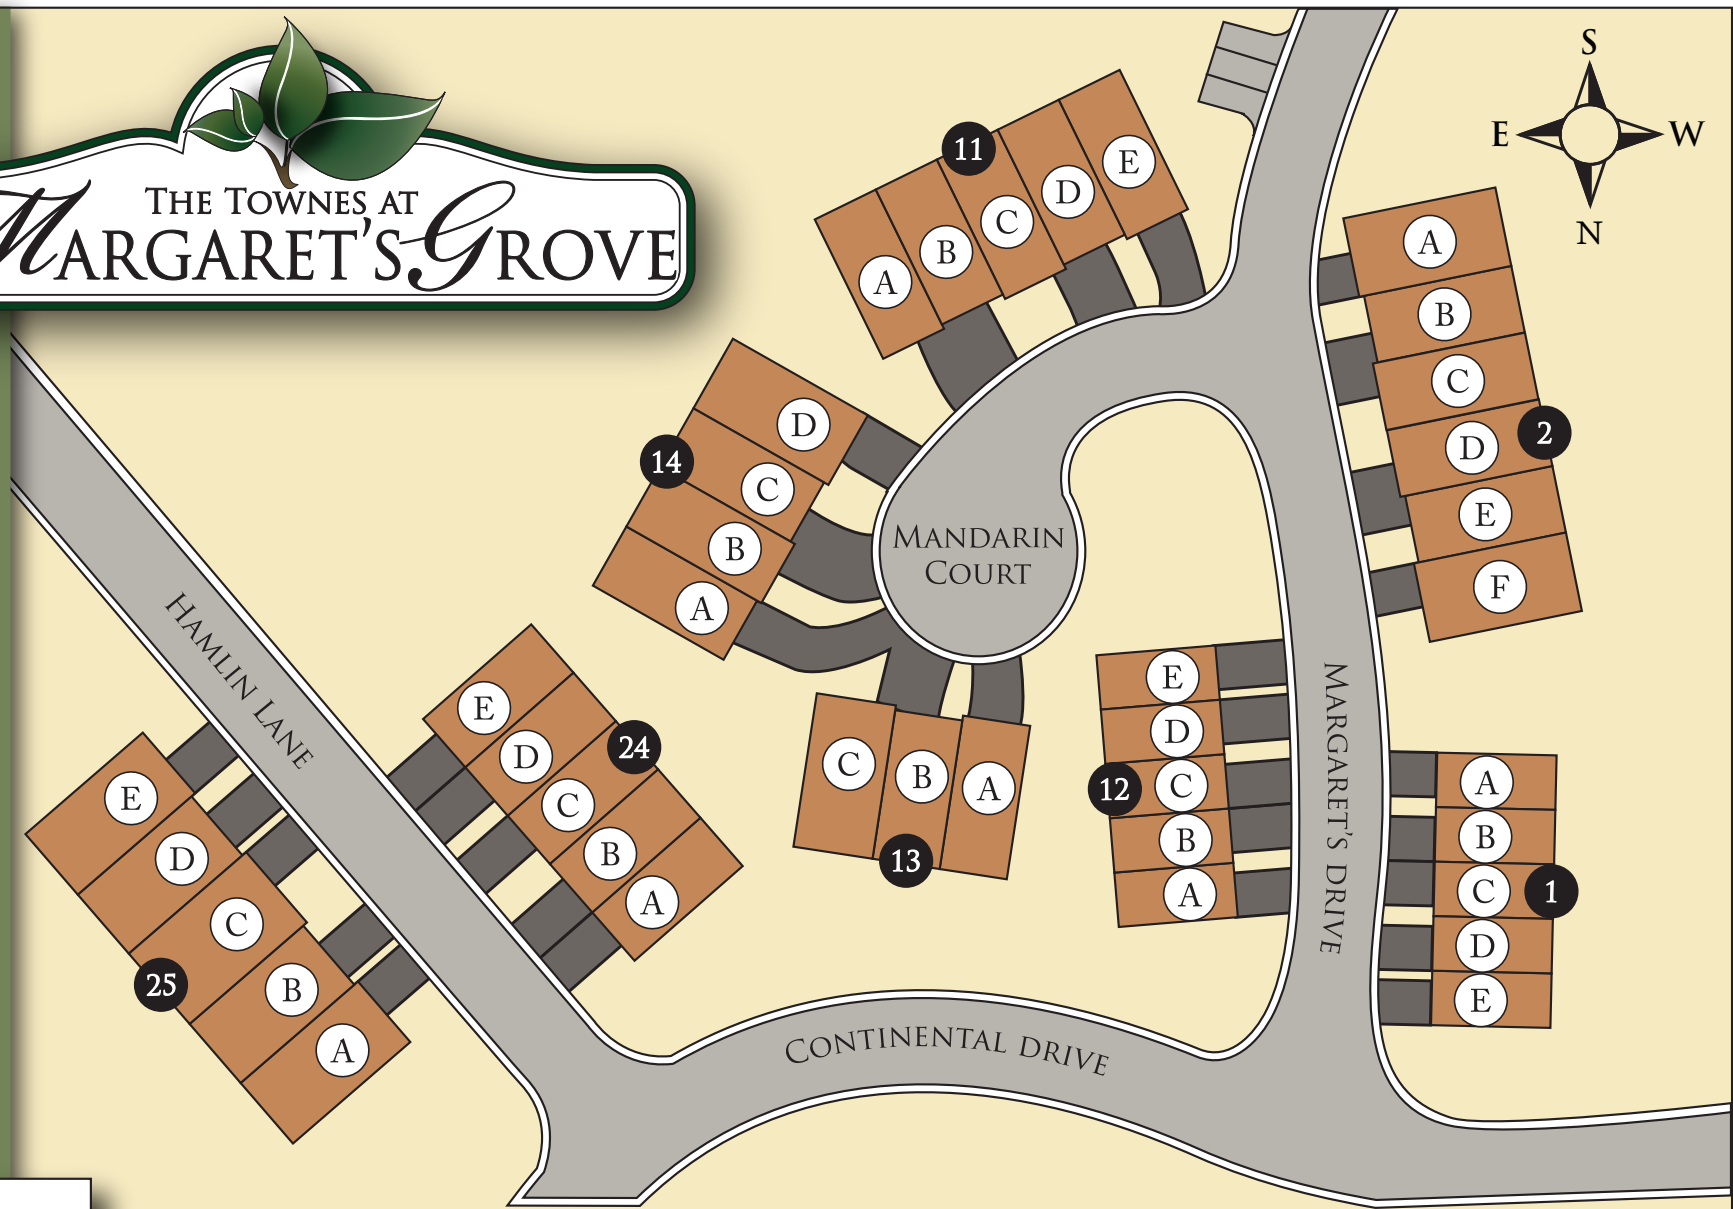 THE TOWNES AT
MARGARET'S GROVE
S
E W
N
11
A
B
C
D
E
2
A
B
C
D
E
F
14
D
C
B
A
MANDARIN
COURT
13
C
B
A
12
E
D
C
B
A
MARGARET'S DRIVE
1
A
B
C
D
E
HAMLIN LANE
24
E
D
C
B
A
25
E
D
C
B
A
CONTINENTAL DRIVE